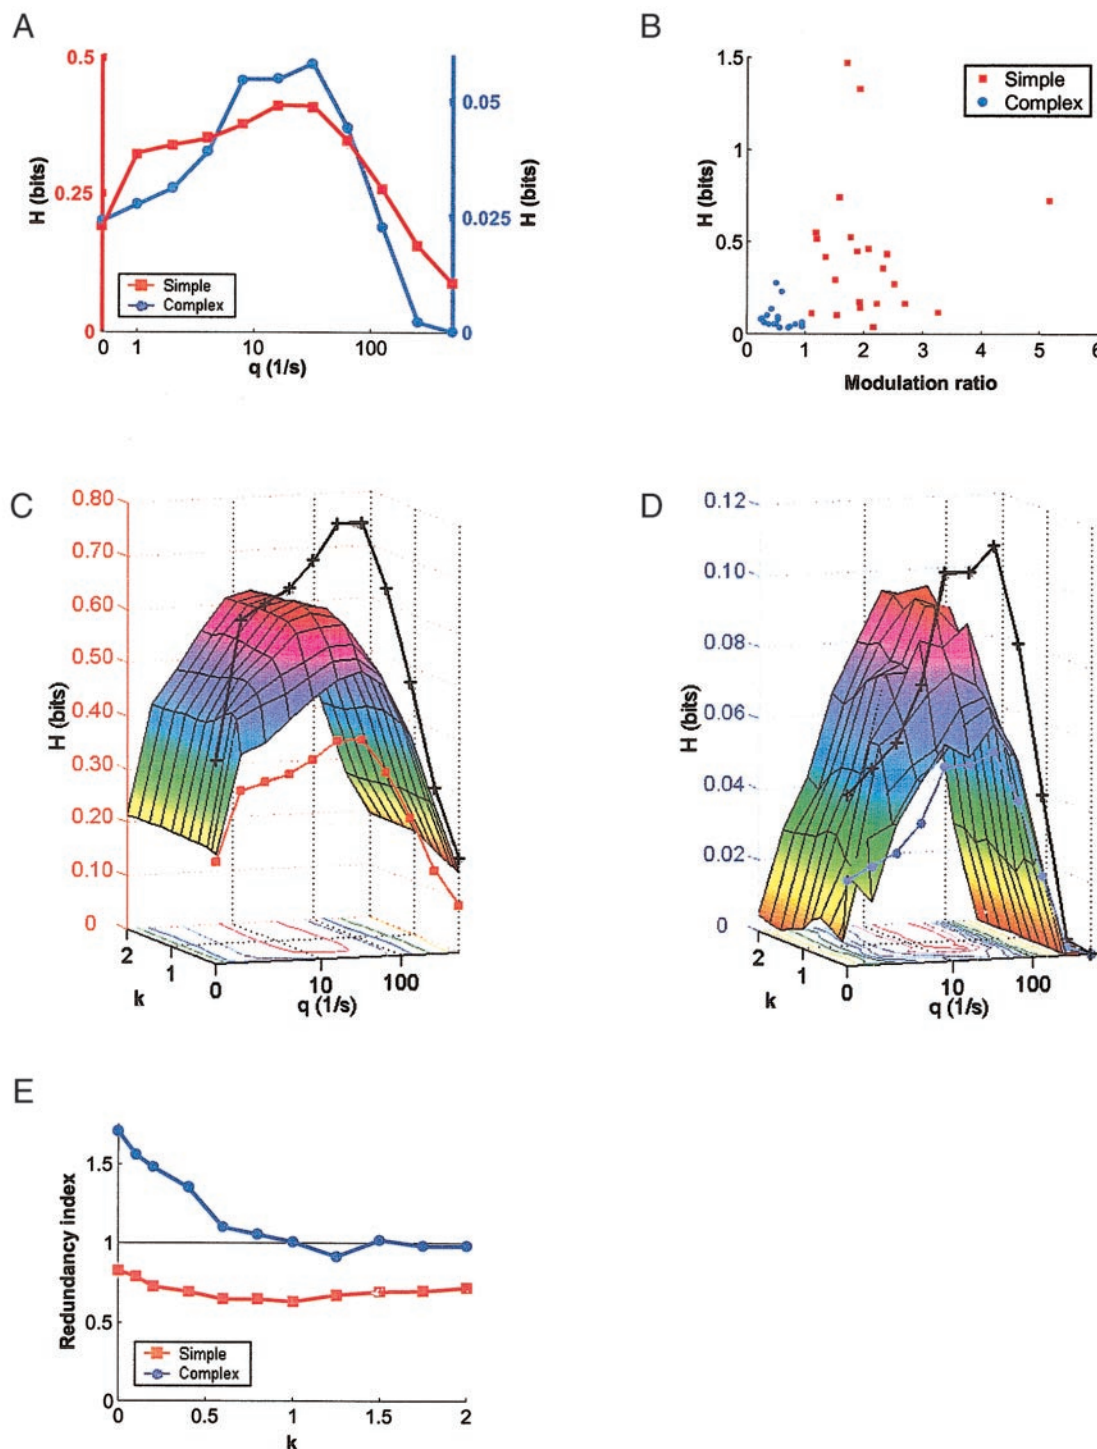 A
0.5
0.25
0
H (bits)
0.05
0.025
0
H (bits)
Simple
Complex
0
1
10
100
q (1/s)
B
1.5
1
0.5
0
H (bits)
Simple
Complex
0
1
2
3
4
5
6
Modulation ratio
C
0.80
0.70
0.60
0.50
0.40
0.30
0.20
0.10
0
H (bits)
2
1
0
k
10
100
q (1/s)
D
0.12
0.10
0.08
0.06
0.04
0.02
0
H (bits)
2
1
0
k
10
100
q (1/s)
E
1.5
1
0.5
0
Redundancy index
Simple
Complex
0
0.5
1
1.5
2
k